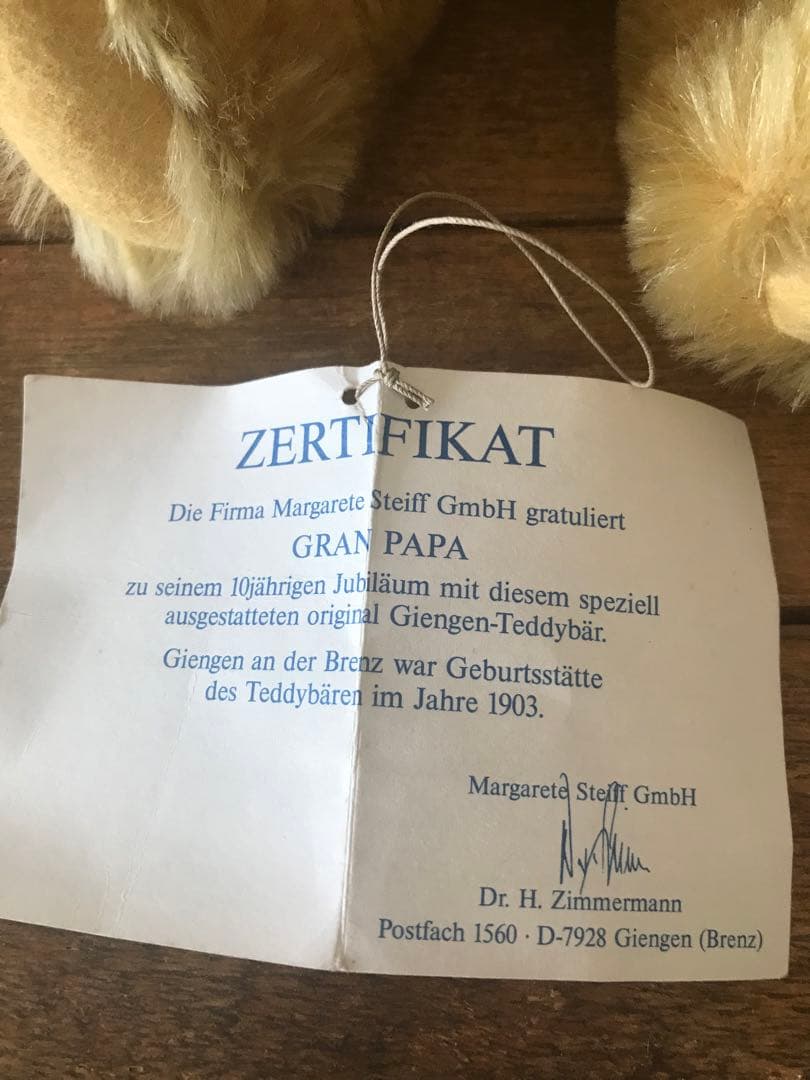 ZERTIFIKAT
Die Firma Margarete Steiff GmbH gratuliert
GRAN PAPA
zu seinem 10jährigen Jubiläum mit diesem speziell
ausgestatteten original Giengen-Teddybär.
Giengen an der Brenz war Geburtsstätte
des Teddybären im Jahre 1903.
Margarete Steiff GmbH
Dr. H. Zimmermann
Postfach 1560 · D-7928 Giengen (Brenz)